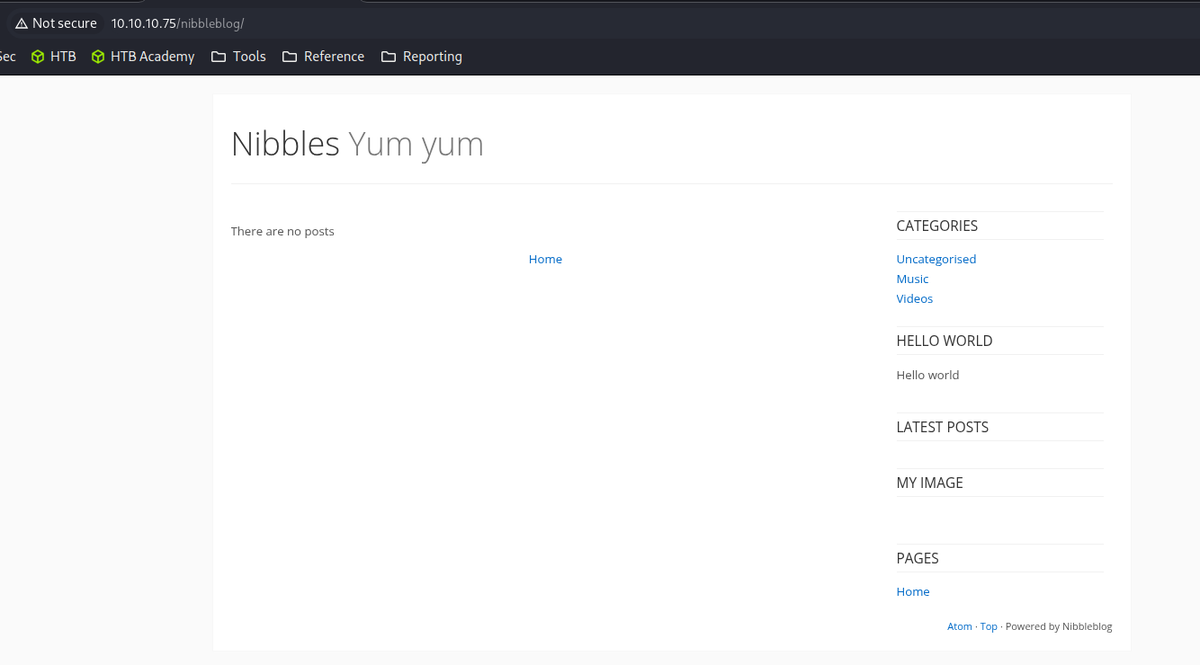 Not secure 10.10.10.75/nibbleblog/
Sec HTB HTB Academy Tools Reference Reporting
Nibbles Yum yum
There are no posts
Home
CATEGORIES
Uncategorised
Music
Videos
HELLO WORLD
Hello world
LATEST POSTS
MY IMAGE
PAGES
Home
Atom · Top · Powered by Nibbleblog